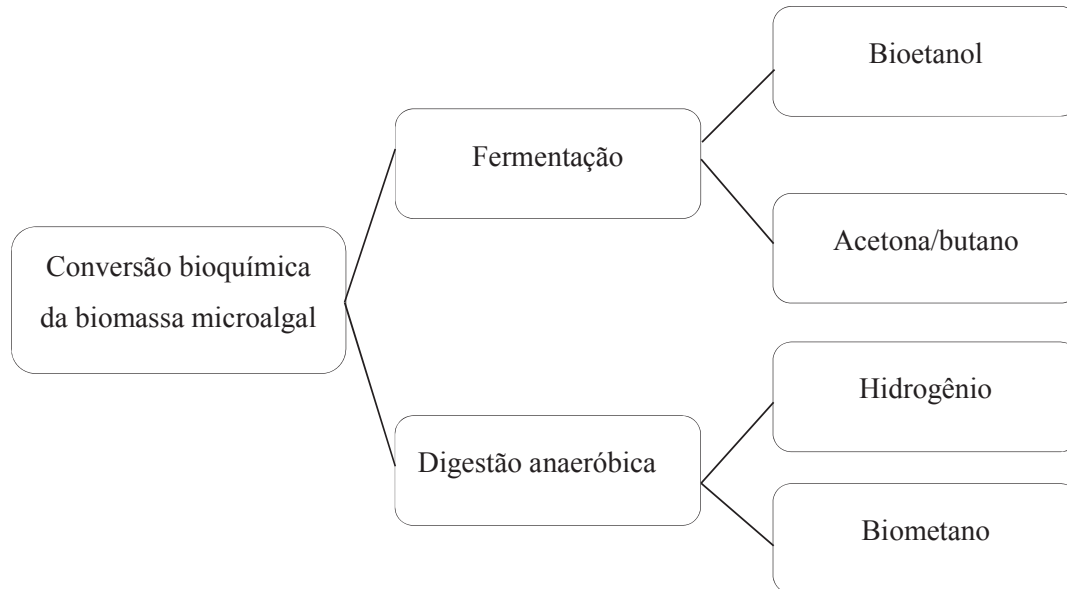 Bioetanol
Fermentação
Acetona/butano
Conversão bioquímica
da biomassa microalgal
Hidrogênio
Digestão anaeróbica
Biometano